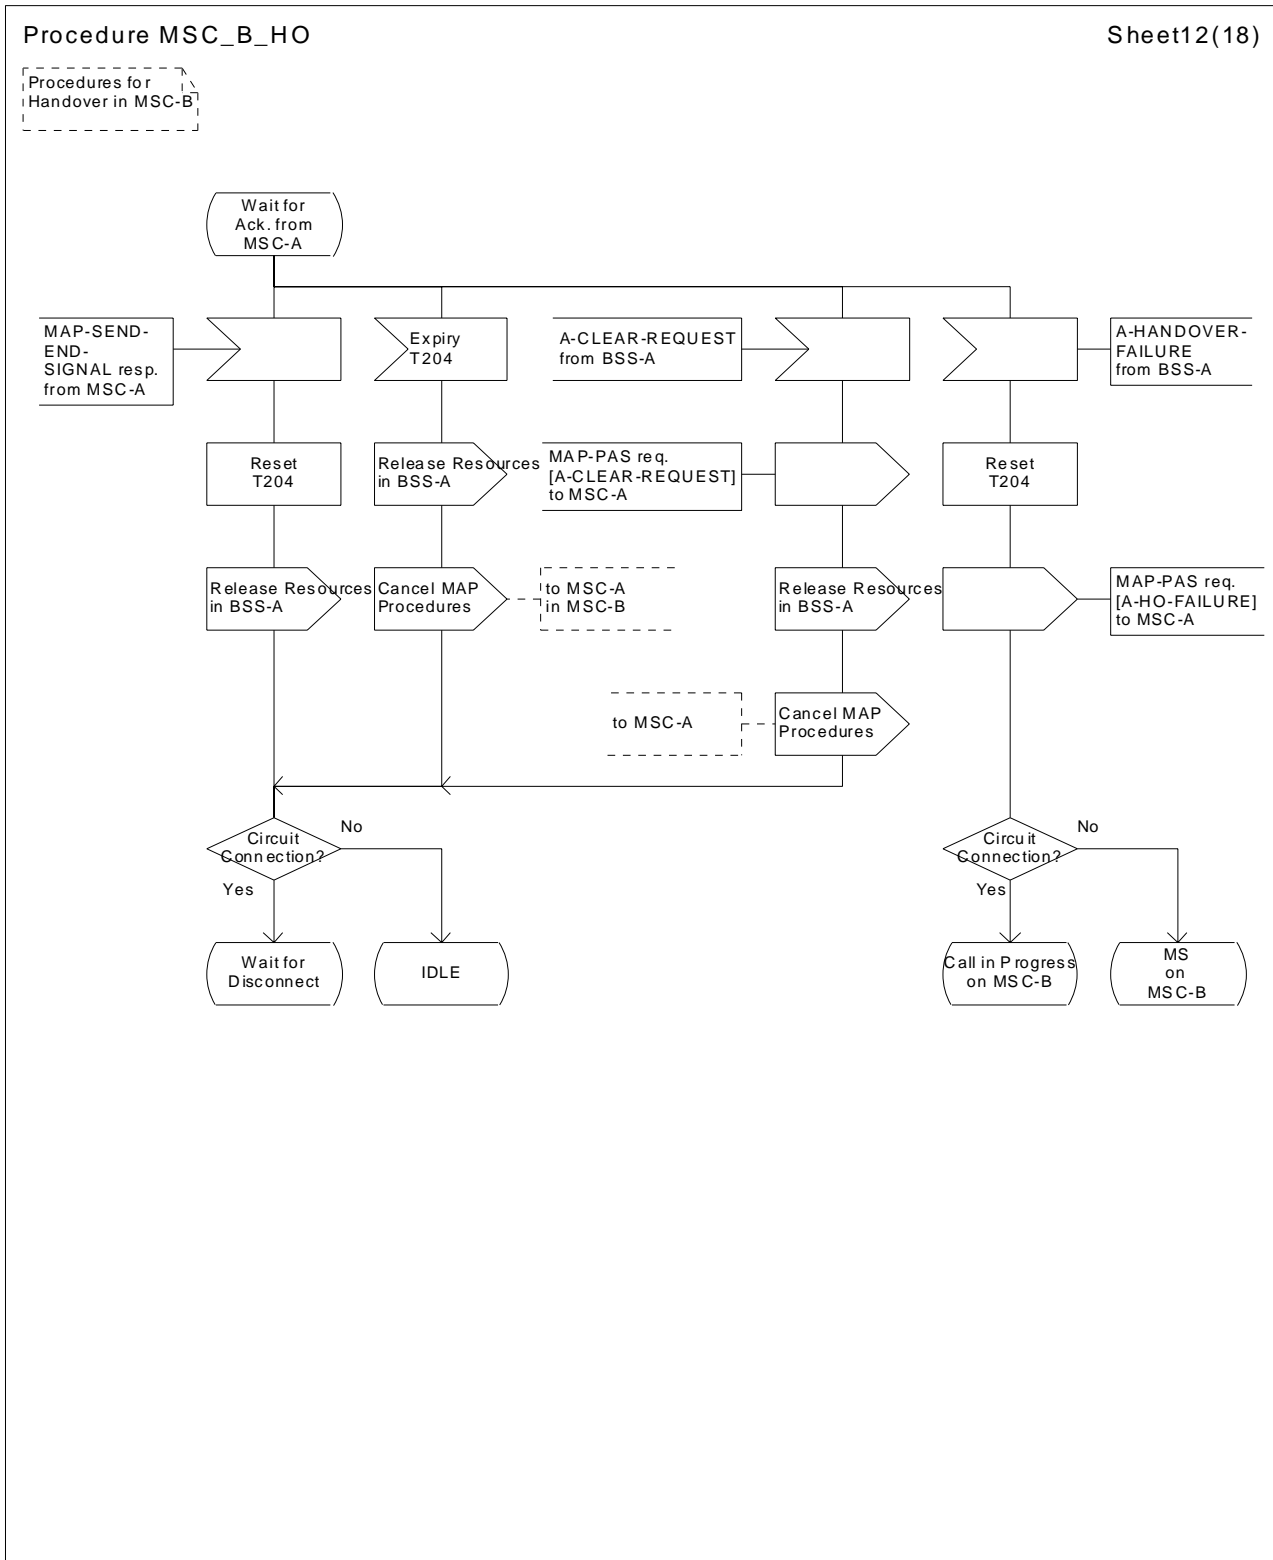 Procedure MSC_B_HO
Sheet12(18)
Procedures for
Handover in MSC-B
Wait for
Ack. from
MSC-A
MAP-SEND-
END-
SIGNAL resp.
from MSC-A
Expiry
T204
A-CLEAR-REQUEST
from BSS-A
A-HANDOVER-
FAILURE
from BSS-A
Reset
T204
Release Resources
in BSS-A
MAP-PAS req.
[A-CLEAR-REQUEST]
to MSC-A
Reset
T204
Release Resources
in BSS-A
Cancel MAP
Procedures
to MSC-A
in MSC-B
Release Resources
in BSS-A
MAP-PAS req.
[A-HO-FAILURE]
to MSC-A
to MSC-A
Cancel MAP
Procedures
Circuit
Connection?
No
Yes
Circuit
Connection?
No
Yes
Wait for
Disconnect
IDLE
Call in Progress
on MSC-B
MS
on
MSC-B